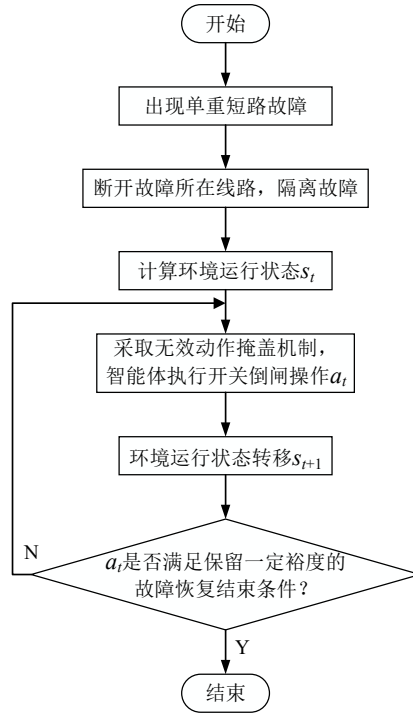 开始
出现单重短路故障
断开故障所在线路，隔离故障
计算环境运行状态sₜ
采取无效动作掩盖机制，
智能体执行开关倒闸操作aₜ
环境运行状态转移sₜ₊₁
N
aₜ是否满足保留一定裕度的
故障恢复结束条件？
Y
结束